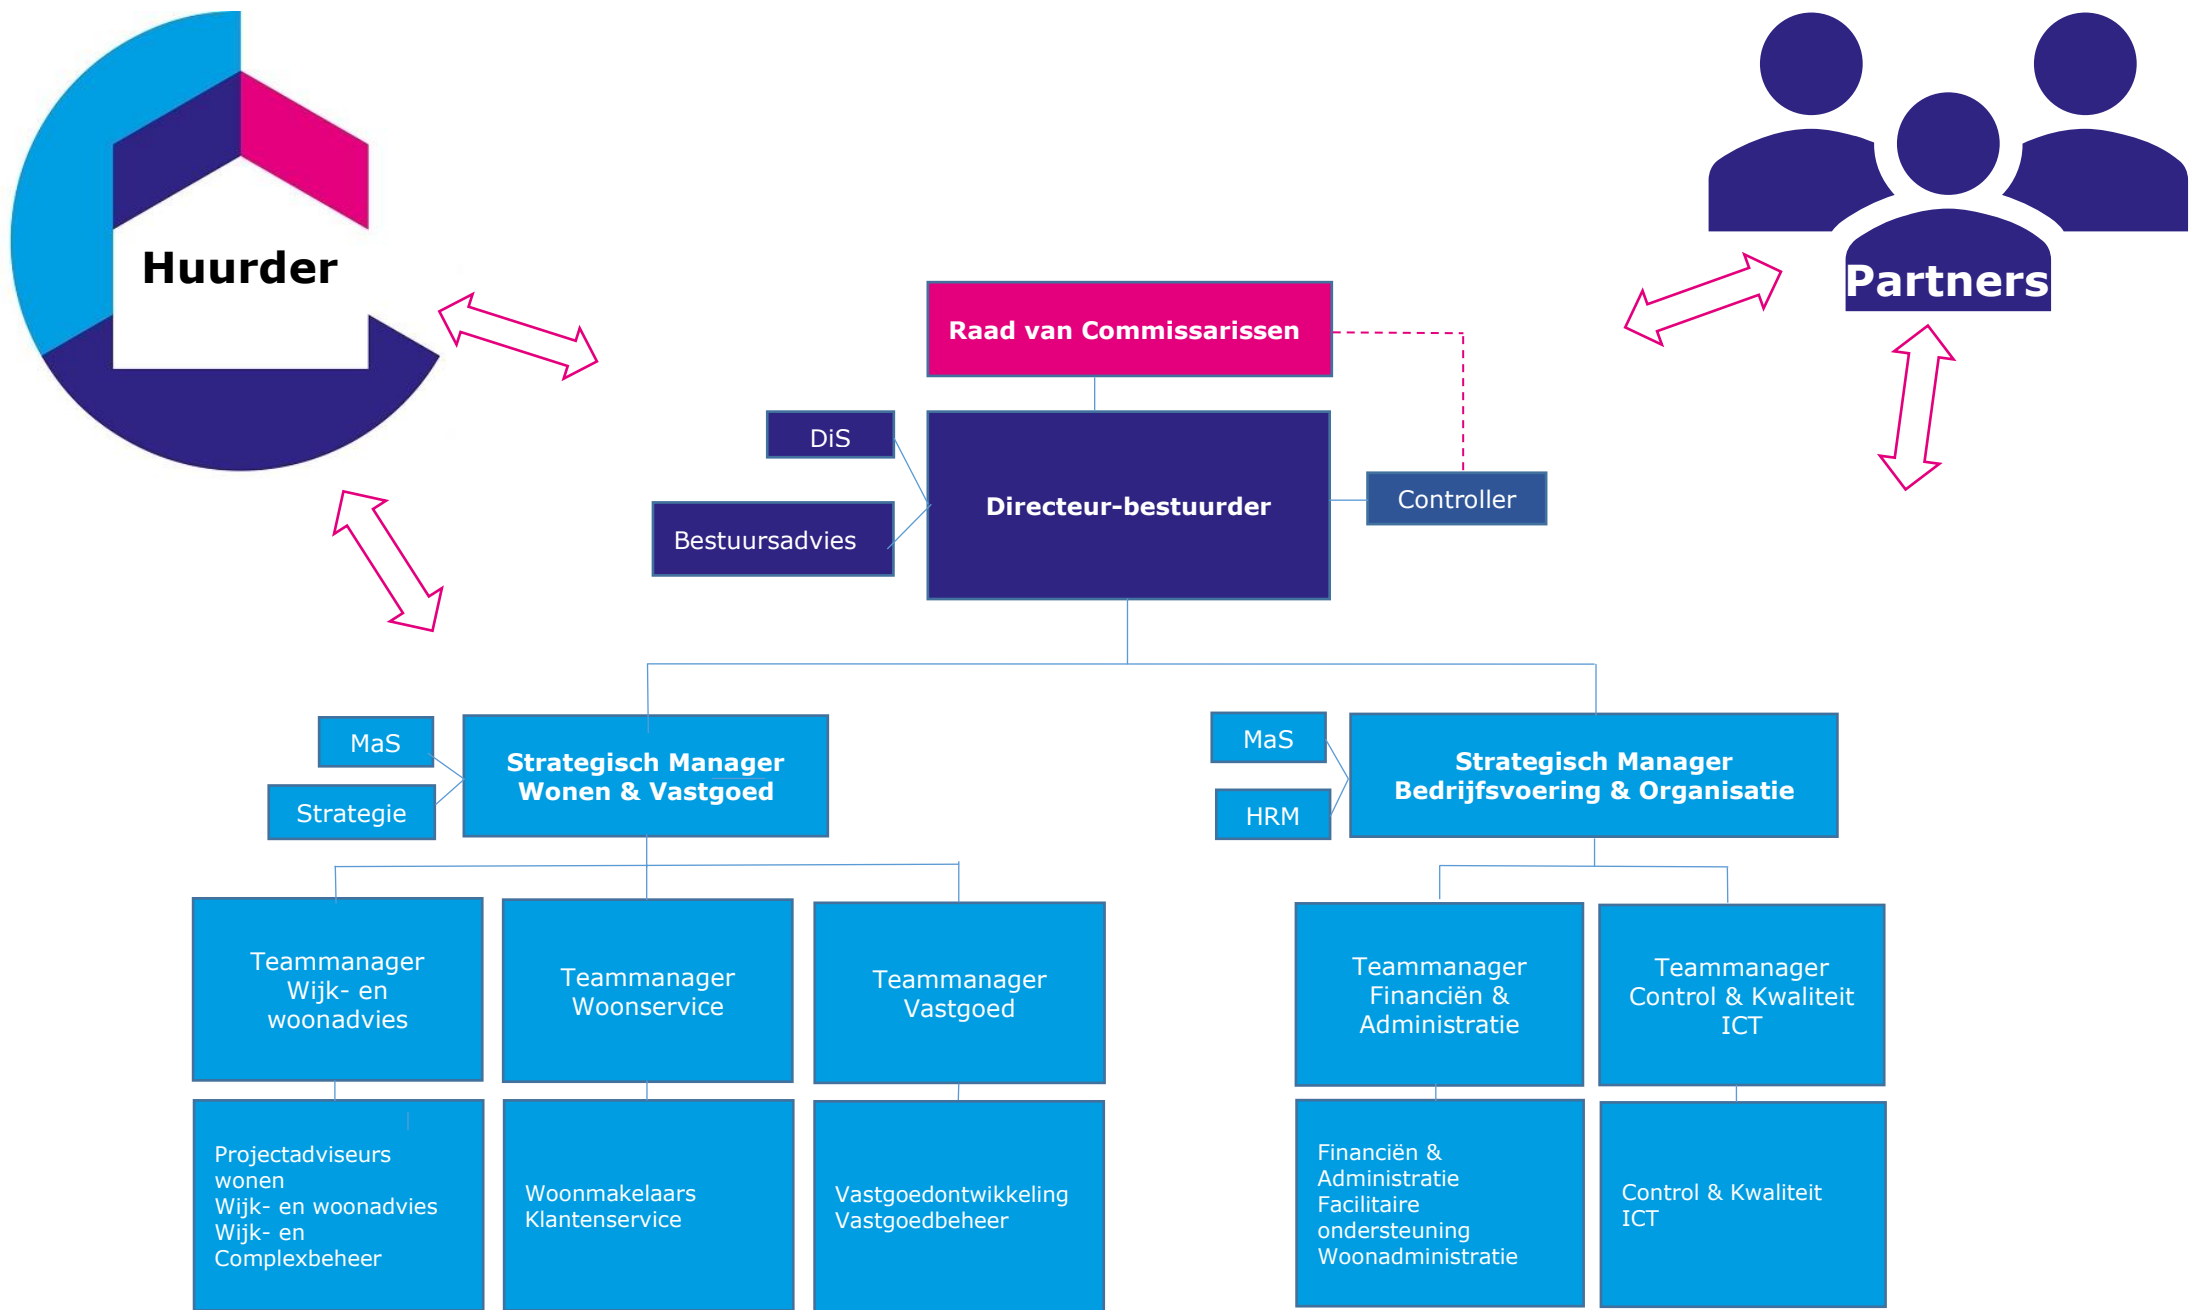 Huurder
Partners
Raad van Commissarissen
DiS
Bestuursadvies
Directeur-bestuurder
Controller
MaS
Strategie
Strategisch Manager
Wonen & Vastgoed
MaS
HRM
Strategisch Manager
Bedrijfsvoering & Organisatie
Teammanager
Wijk- en
woonadvies
Teammanager
Woonservice
Teammanager
Vastgoed
Teammanager
Financiën &
Administratie
Teammanager
Control & Kwaliteit
ICT
Projectadviseurs
wonen
Wijk- en woonadvies
Wijk- en
Complexbeheer
Woonmakelaars
Klantenservice
Vastgoedontwikkeling
Vastgoedbeheer
Financiën &
Administratie
Facilitaire
ondersteuning
Woonadministratie
Control & Kwaliteit
ICT